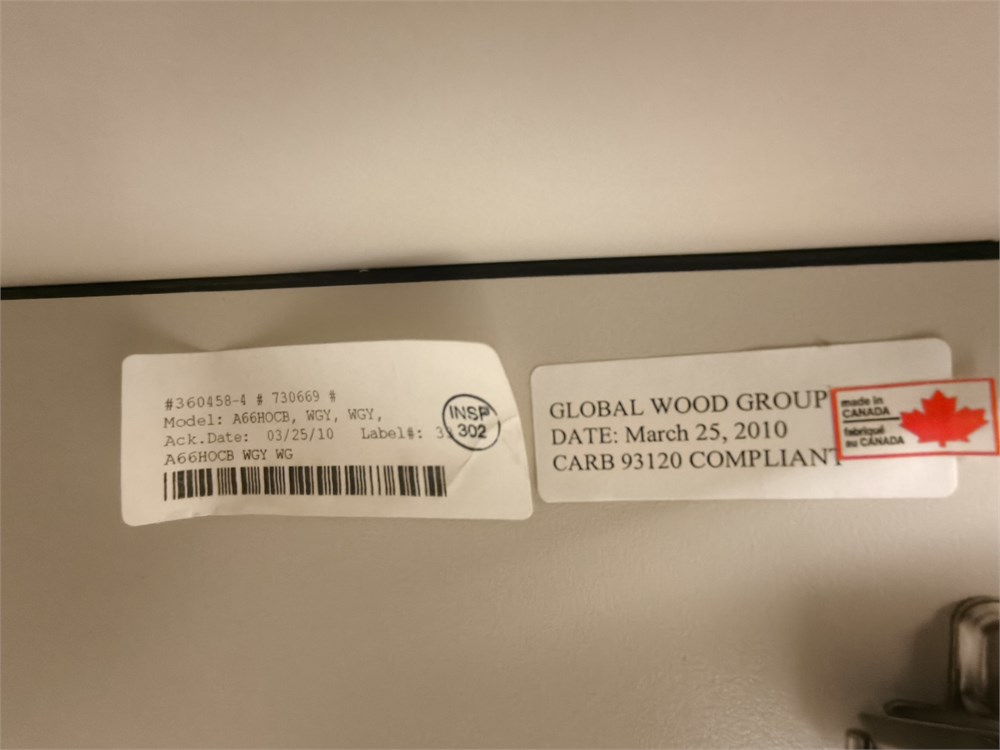 #360458-4 # 730669 #
Model: A66HOCB, WGY, WGY,
Ack.Date: 03/25/10 Label#:
A66HOCB WGY WG
INSP
302
GLOBAL WOOD GROUP
DATE: March 25, 2010
CARB 93120 COMPLIANT
made in
CANADA
fabriqué
au CANADA